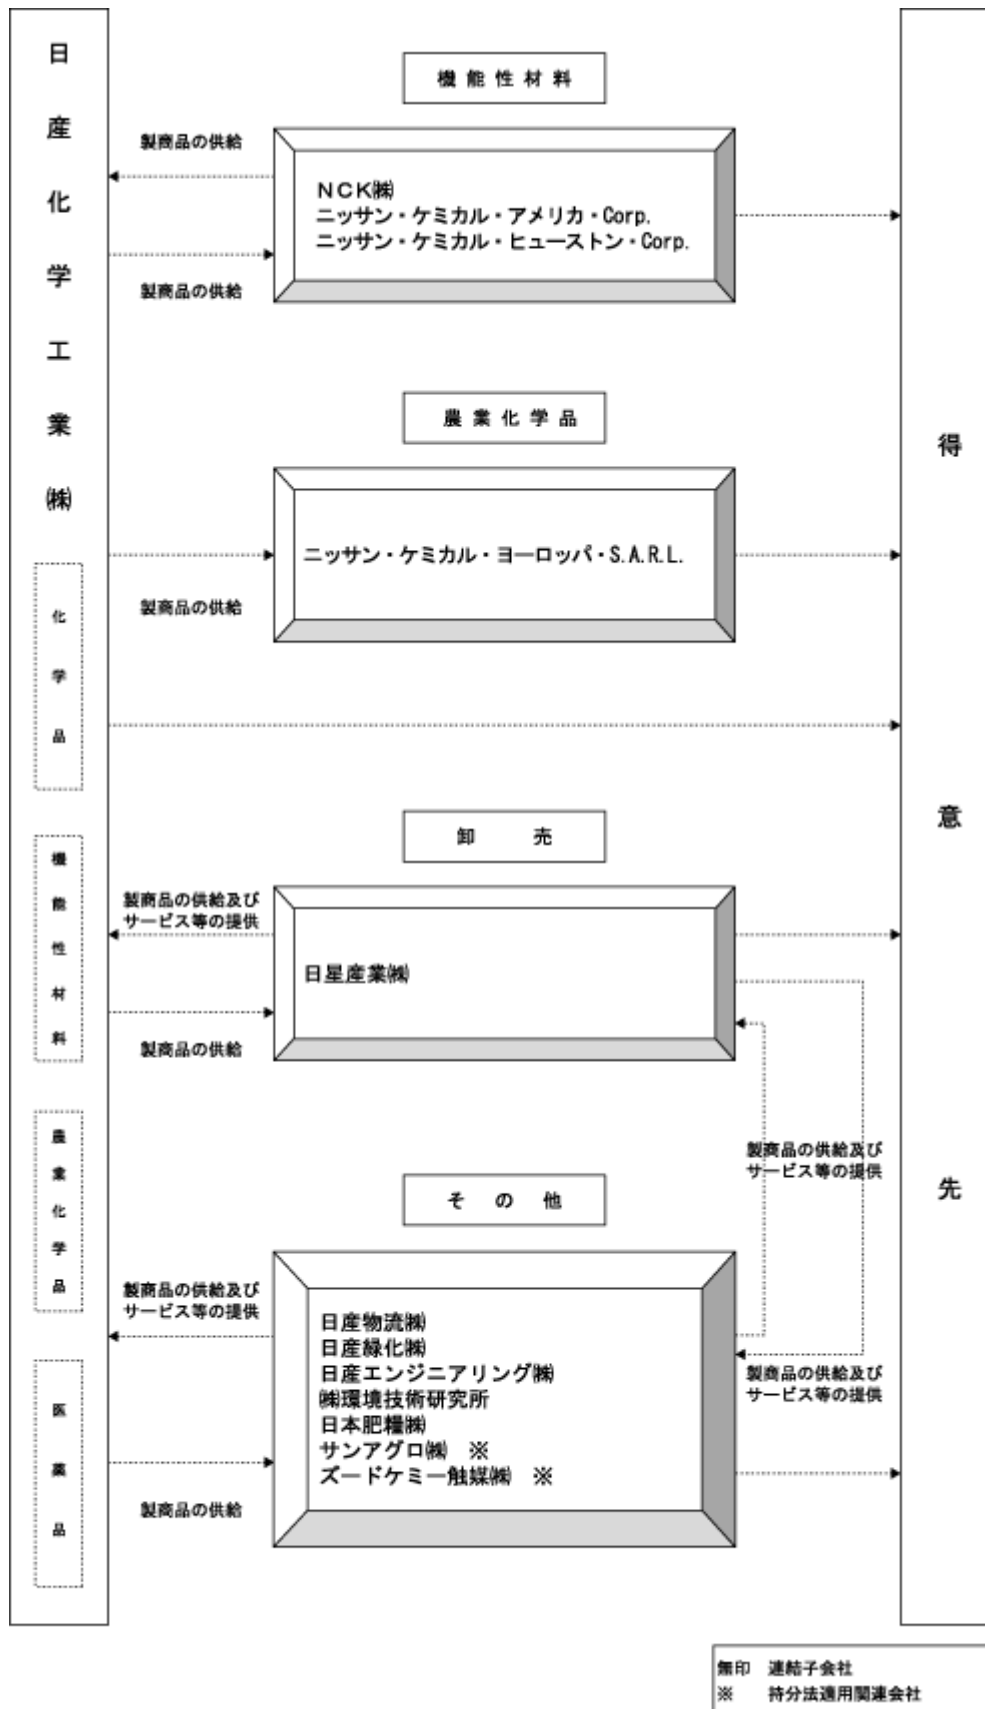 日産化学工業㈱
化学品
機能性材料
農業化学品
医薬品
機能性材料
製商品の供給
NCK㈱
ニッサン・ケミカル・アメリカ・Corp.
ニッサン・ケミカル・ヒューストン・Corp.
製商品の供給
農業化学品
ニッサン・ケミカル・ヨーロッパ・S.A.R.L.
製商品の供給
卸売
製商品の供給及び
サービス等の提供
日星産業㈱
製商品の供給
製商品の供給及び
サービス等の提供
その他
製商品の供給及び
サービス等の提供
日産物流㈱
日産緑化㈱
日産エンジニアリング㈱
㈱環境技術研究所
日本肥糧㈱
サンアグロ㈱ ※
ズードケミー触媒㈱ ※
製商品の供給及び
サービス等の提供
製商品の供給
得意先
無印 連結子会社
※ 持分法適用関連会社